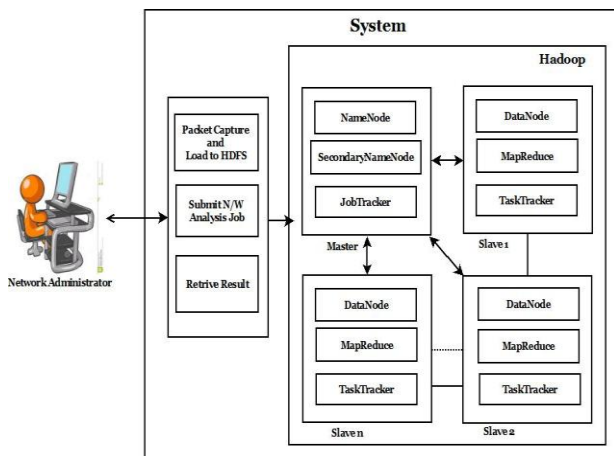 System
Hadoop
Packet Capture
and
Load to HDFS
Submit N/W
Analysis Job
Retrive Result
Network Administrator
NameNode
SecondaryNameNode
JobTracker
Master
DataNode
MapReduce
TaskTracker
Slave 1
DataNode
MapReduce
TaskTracker
Slave n
DataNode
MapReduce
TaskTracker
Slave 2